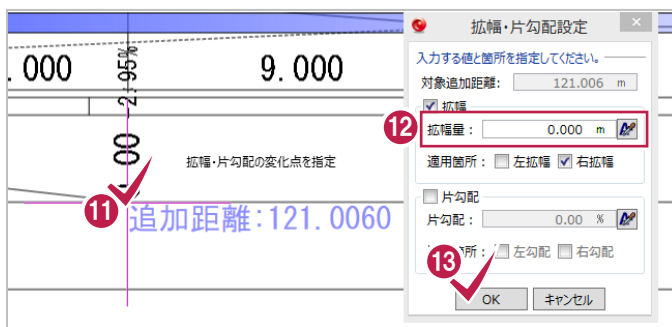 .000
-2.95%
9.000
.00
拡幅・片勾配の変化点を指定
⑪
追加距離:121.0060
拡幅・片勾配設定
入力する値と箇所を指定してください。
対象追加距離: 121.006 m
拡幅
⑫
拡幅量: 0.000 m
適用箇所: 左拡幅 右拡幅
片勾配
片勾配: 0.00 %
所: 左勾配 右勾配
⑬
OK キャンセル